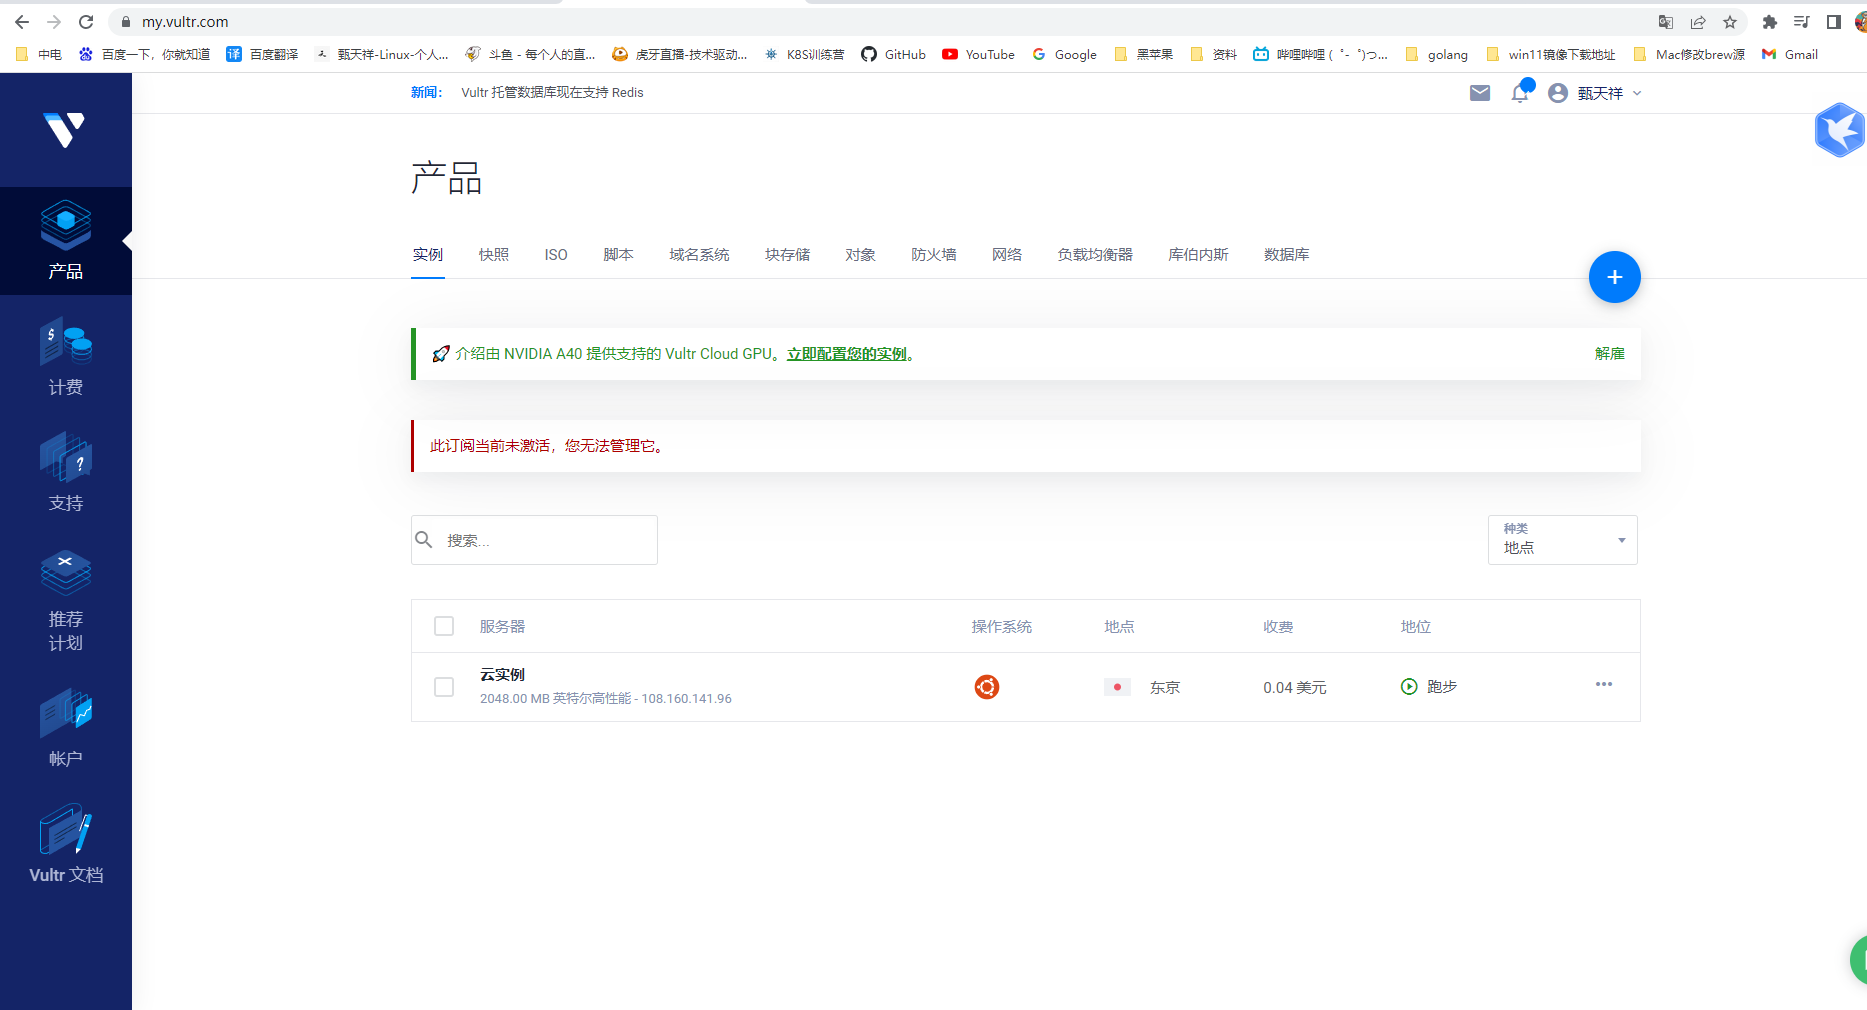 my.vultr.com
中电
百度一下，你就知道
百度翻译
甄天祥-Linux-个人...
斗鱼 - 每个人的直...
虎牙直播-技术驱动...
K8S训练营
GitHub
YouTube
Google
黑苹果
资料
哔哩哔哩 ( ゜- ゜)つ...
golang
win11镜像下载地址
Mac修改brew源
Gmail
新闻： Vultr 托管数据库现在支持 Redis
甄天祥
产品
计费
支持
推荐
计划
帐户
Vultr 文档
产品
实例 快照 ISO 脚本 域名系统 块存储 对象 防火墙 网络 负载均衡器 库伯内斯 数据库
+
🚀 介绍由 NVIDIA A40 提供支持的 Vultr Cloud GPU。立即配置您的实例。 解雇
此订阅当前未激活，您无法管理它。
搜索...
种类
地点
服务器 操作系统 地点 收费 地位
云实例
2048.00 MB 英特尔高性能 - 108.160.141.96
东京 0.04 美元 跑步